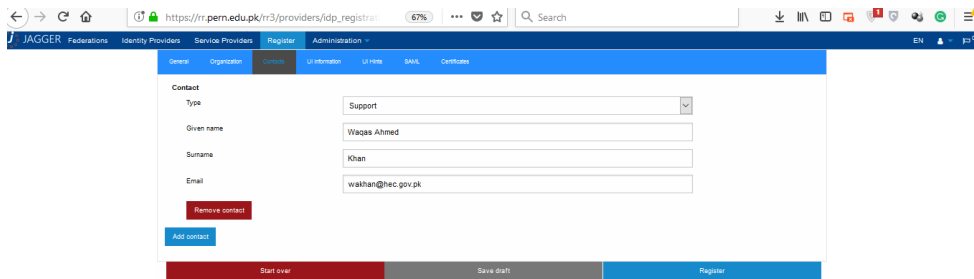 https://rr.pern.edu.pk/rr3/providers/idp_registrat 67% Search
JAGGER Federations Identity Providers Service Providers Register Administration EN
General Organization Contacts UI Information UI Hints SAML Certificates
Contact
Type Support
Given name Waqas Ahmed
Surname Khan
Email wakhan@hec.gov.pk
Remove contact
Add contact
Start over Save draft Register